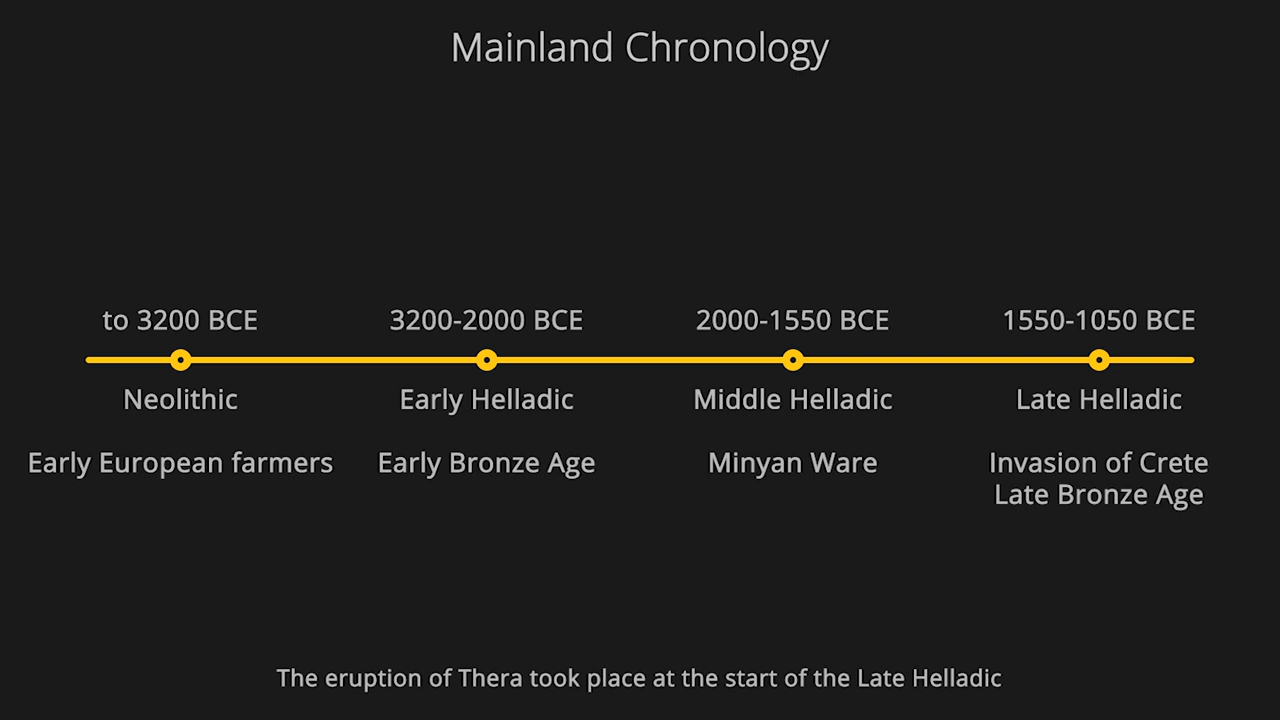 Mainland Chronology
to 3200 BCE
3200-2000 BCE
2000-1550 BCE
1550-1050 BCE
Neolithic
Early Helladic
Middle Helladic
Late Helladic
Early European farmers
Early Bronze Age
Minyan Ware
Invasion of Crete
Late Bronze Age
The eruption of Thera took place at the start of the Late Helladic